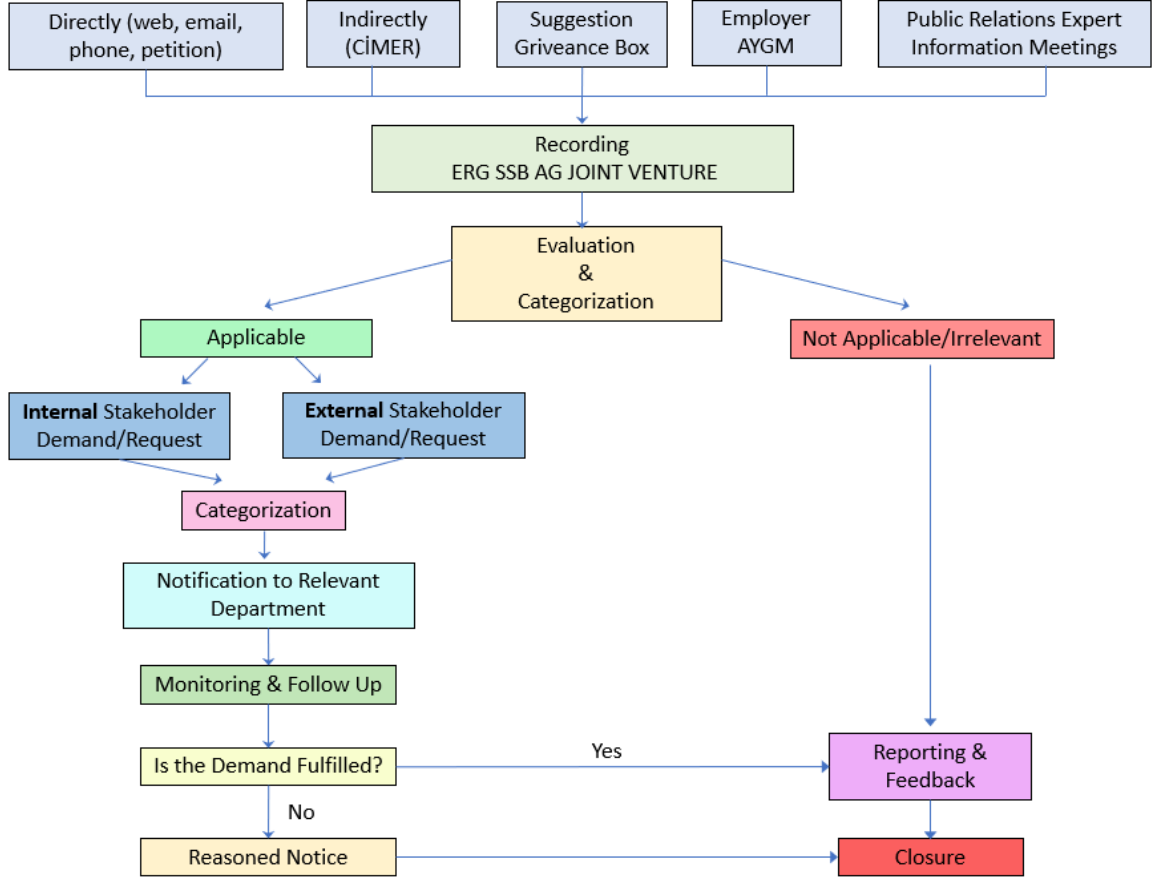 Directly (web, email,
phone, petition)
Indirectly
(CİMER)
Suggestion
Griveance Box
Employer
AYGM
Public Relations Expert
Information Meetings
Recording
ERG SSB AG JOINT VENTURE
Evaluation
&
Categorization
Applicable
Not Applicable/Irrelevant
Internal Stakeholder
Demand/Request
External Stakeholder
Demand/Request
Categorization
Notification to Relevant
Department
Monitoring & Follow Up
Is the Demand Fulfilled?
Yes
Reporting &
Feedback
No
Reasoned Notice
Closure